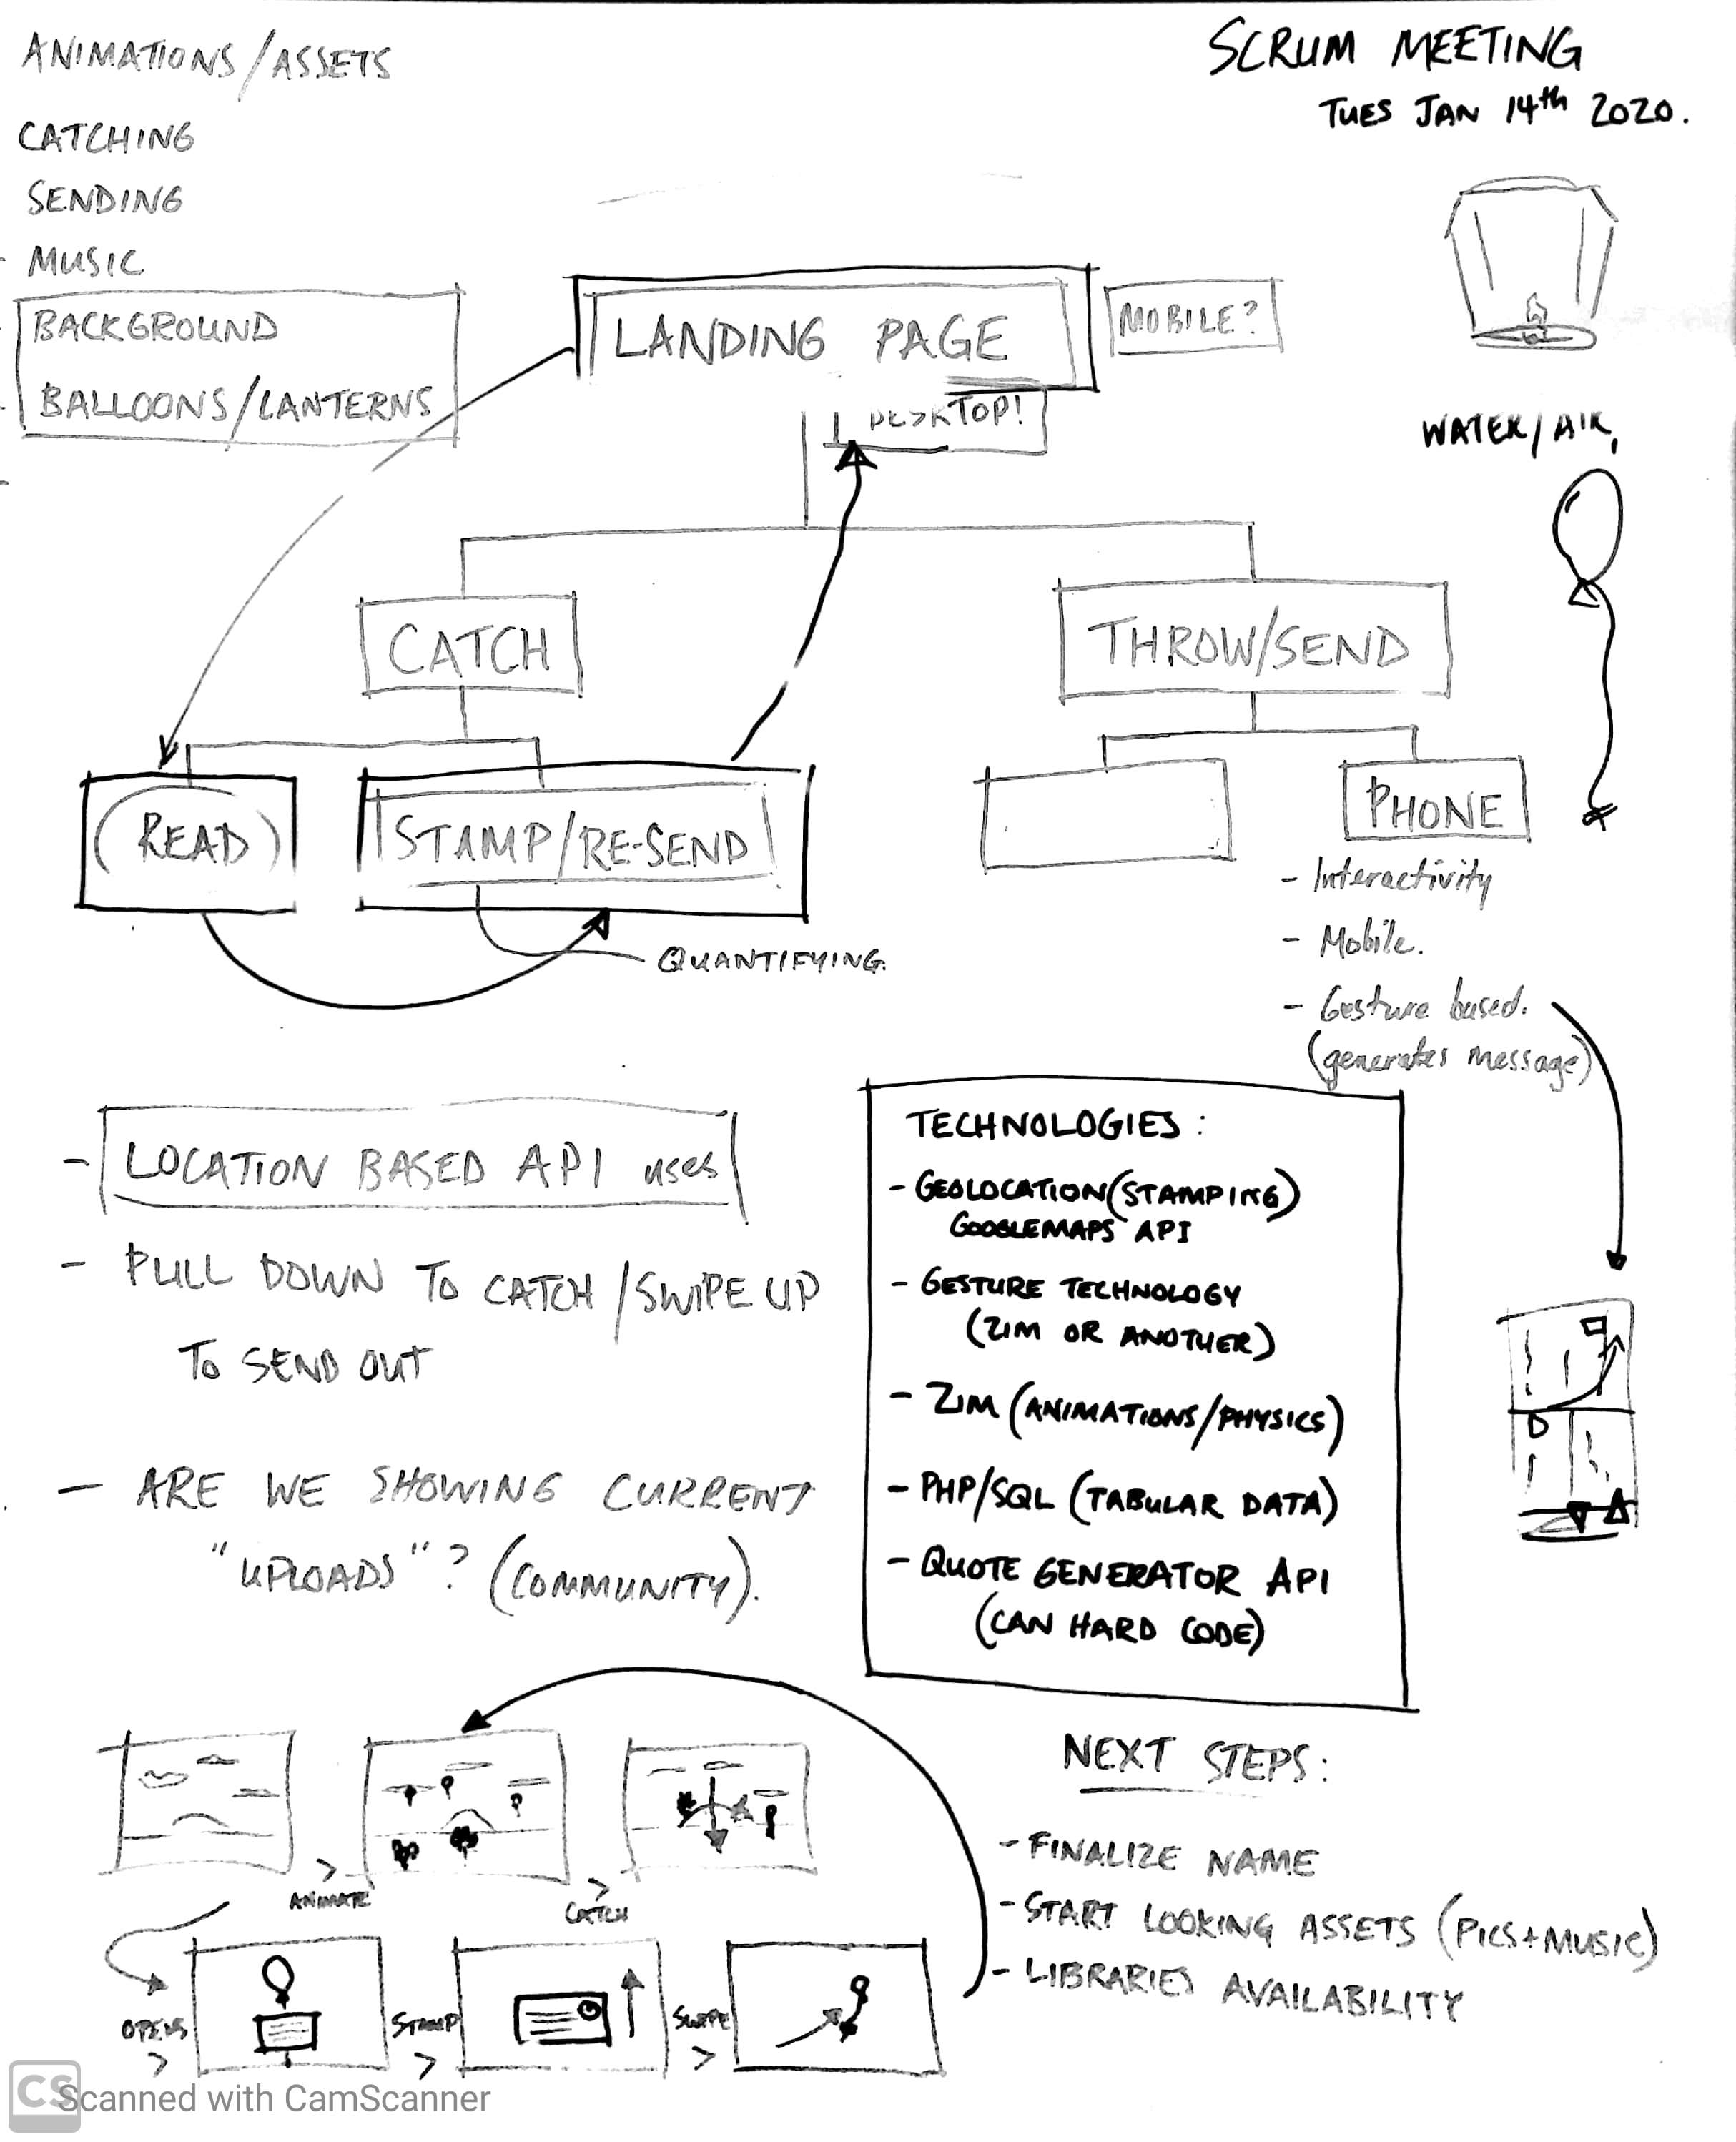 ANIMATIONS/ASSETS
CATCHING
SENDING
- MUSIC
- BACKGROUND
- BALLOONS/LANTERNS
-
SCRUM MEETING
TUES JAN 14th 2020.
LANDING PAGE
MOBILE?
DESKTOP!
WATER/AIR
CATCH
THROW/SEND
(READ)
STAMP/RE-SEND
PHONE
QUANTIFYING.
- Interactivity
- Mobile.
- Gesture based.
(generates message)
- LOCATION BASED API uses
- PULL DOWN TO CATCH/SWIPE UP
TO SEND OUT
- ARE WE SHOWING CURRENT
"UPLOADS"? (COMMUNITY).
TECHNOLOGIES:
- GEOLOCATION (STAMPING)
GOOGLEMAPS API
- GESTURE TECHNOLOGY
(ZIM OR ANOTHER)
- ZIM (ANIMATIONS/PHYSICS)
- PHP/SQL (TABULAR DATA)
- QUOTE GENERATOR API
(CAN HARD CODE)
D
>
ANIMATE
>
CATCH
OPENS
>
STAMP
>
SWIPE
>
NEXT STEPS:
- FINALIZE NAME
- START LOOKING ASSETS (PICS+MUSIC)
- LIBRARIES AVAILABILITY
CS
Scanned with CamScanner